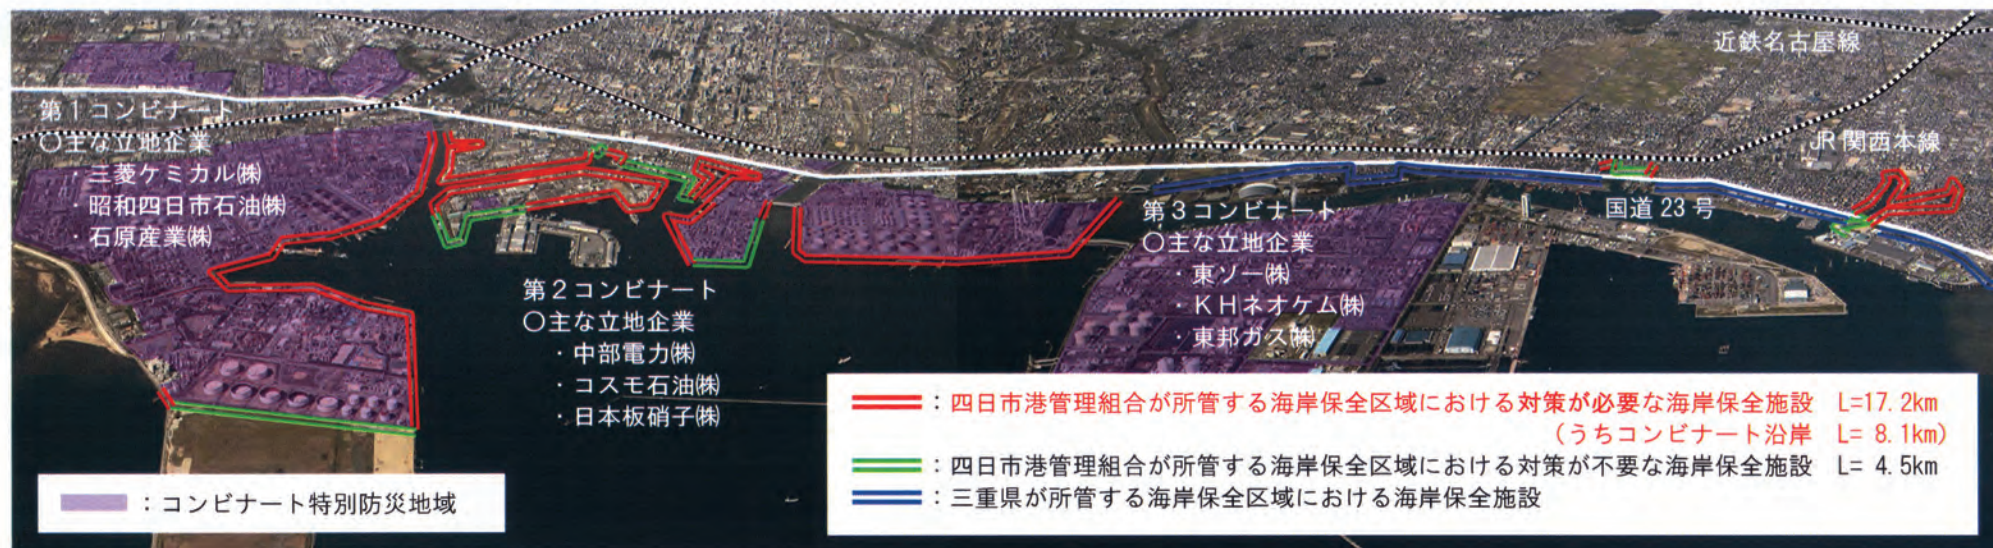 近鉄名古屋線
JR関西本線
国道23号
第1コンビナート
○主な立地企業
・三菱ケミカル㈱
・昭和四日市石油㈱
・石原産業㈱
第2コンビナート
○主な立地企業
・中部電力㈱
・コスモ石油㈱
・日本板硝子㈱
第3コンビナート
○主な立地企業
・東ソー㈱
・KHネオケム㈱
・東邦ガス㈱
：コンビナート特別防災地域
：四日市港管理組合が所管する海岸保全区域における対策が必要な海岸保全施設 L=17.2km
（うちコンビナート沿岸 L= 8.1km）
：四日市港管理組合が所管する海岸保全区域における対策が不要な海岸保全施設 L= 4.5km
：三重県が所管する海岸保全区域における海岸保全施設